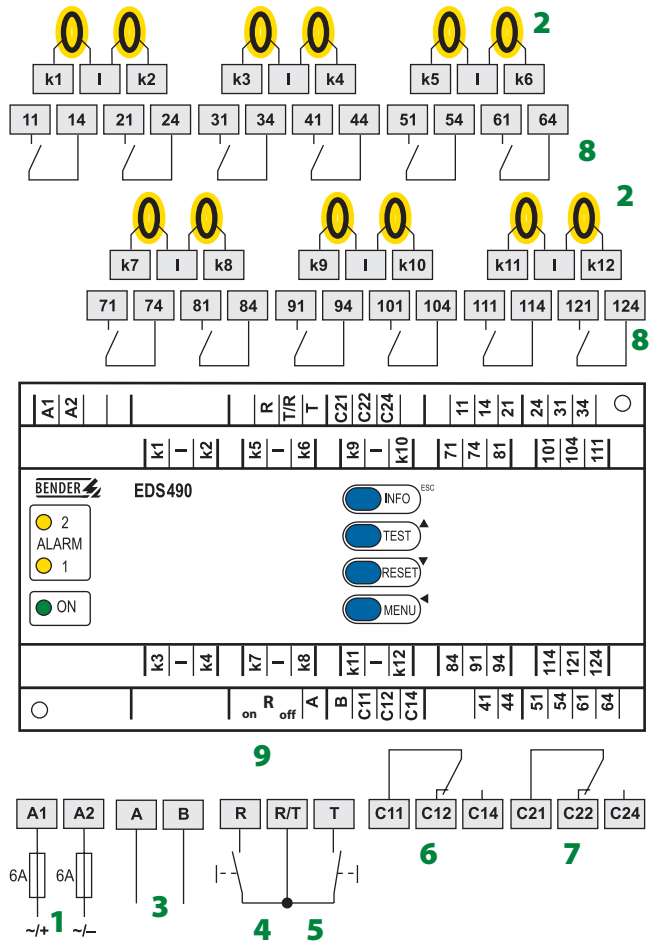 2
k1 I k2 k3 I k4 k5 I k6
11 14 21 24 31 34 41 44 51 54 61 64
8
2
k7 I k8 k9 I k10 k11 I k12
71 74 81 84 91 94 101 104 111 114 121 124
8
A1 A2 R T/R T C21 C22 C24 11 14 21 24 31 34
k1 I k2 k5 I k6 k9 I k10 71 74 81 101 104 111
BENDER EDS490
INFO ESC
2
TEST
ALARM
1
RESET
ON
MENU
k3 I k4 k7 I k8 k11 I k12 84 91 94 114 121 124
on R off A B C11 C12 C14 41 44 51 54 61 64
9
A1 A2 A B R R/T T C11 C12 C14 C21 C22 C24
6 7
6A 6A
3
1
~/+ ~/–
4 5